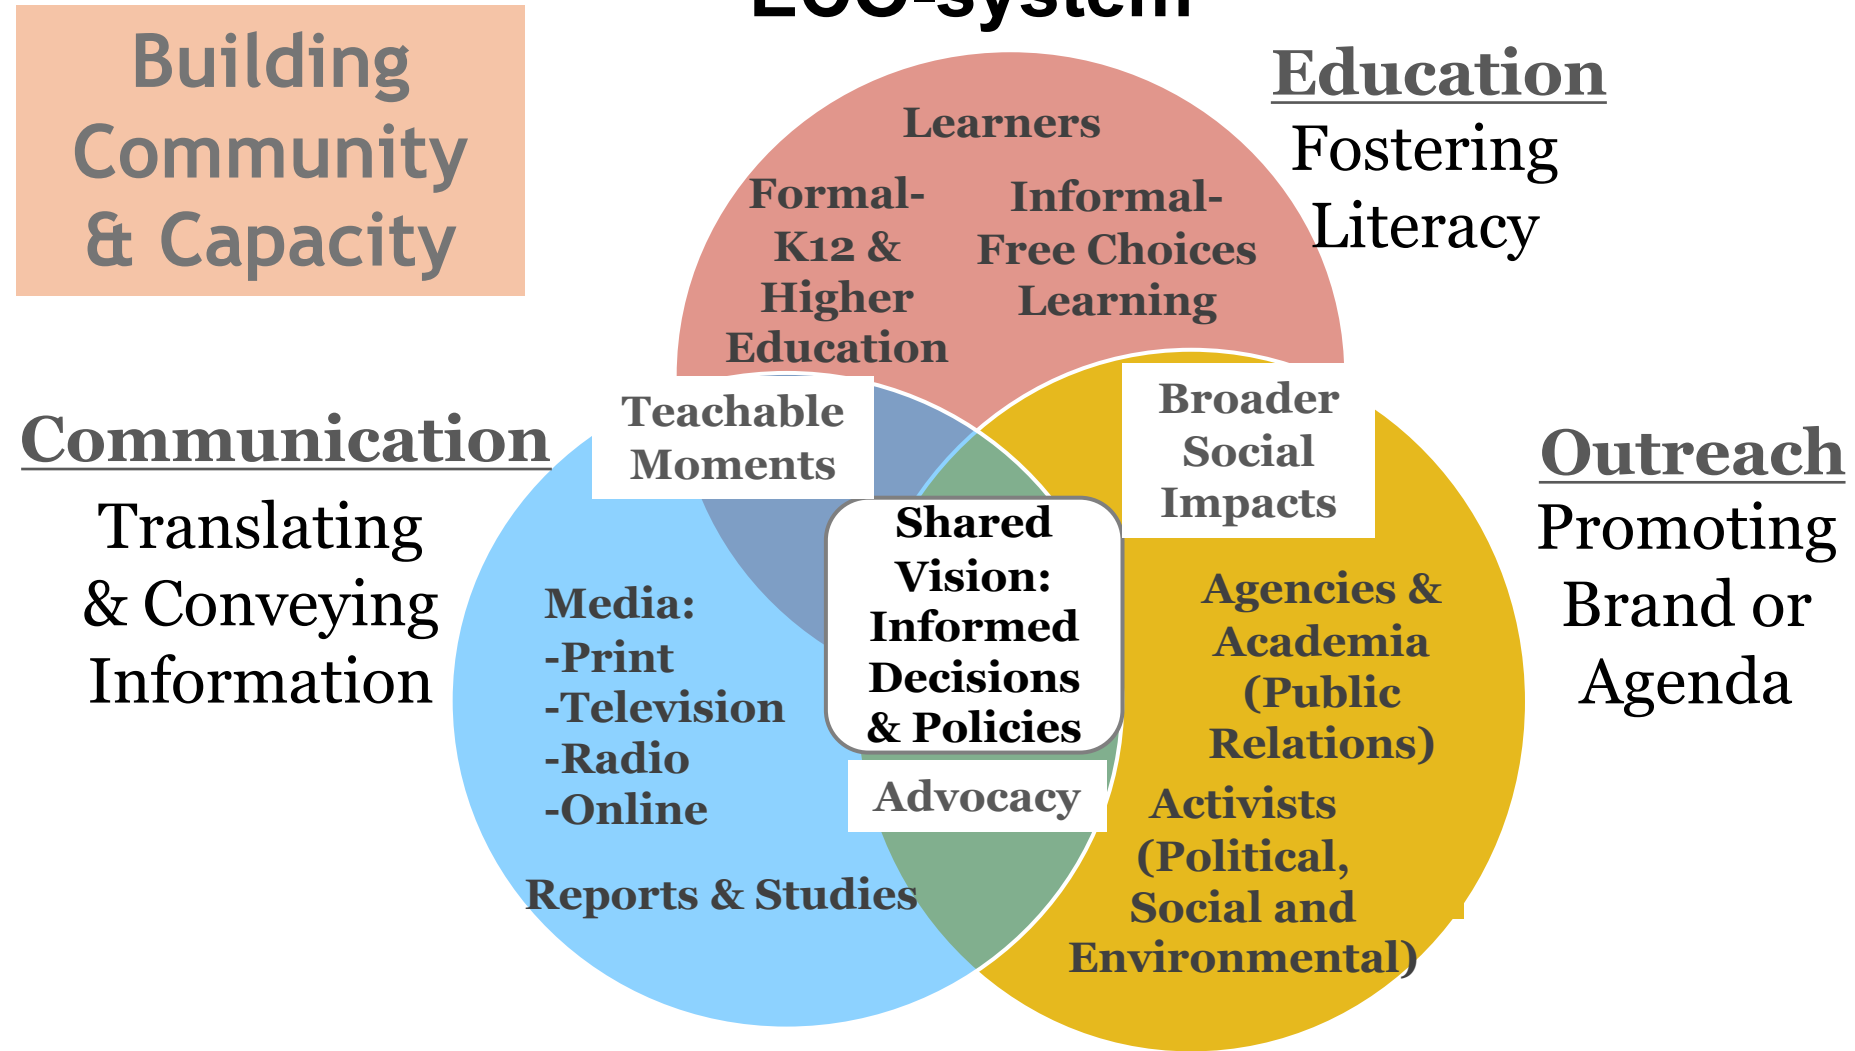 ECO-system
Building
Community
& Capacity
Education
Fostering
Literacy
Learners
Formal-
K12 &
Higher
Education
Informal-
Free Choices
Learning
Communication
Translating
& Conveying
Information
Teachable
Moments
Broader
Social
Impacts
Outreach
Promoting
Brand or
Agenda
Shared
Vision:
Informed
Decisions
& Policies
Media:
-Print
-Television
-Radio
-Online
Reports & Studies
Advocacy
Agencies &
Academia
(Public
Relations)
Activists
(Political,
Social and
Environmental)